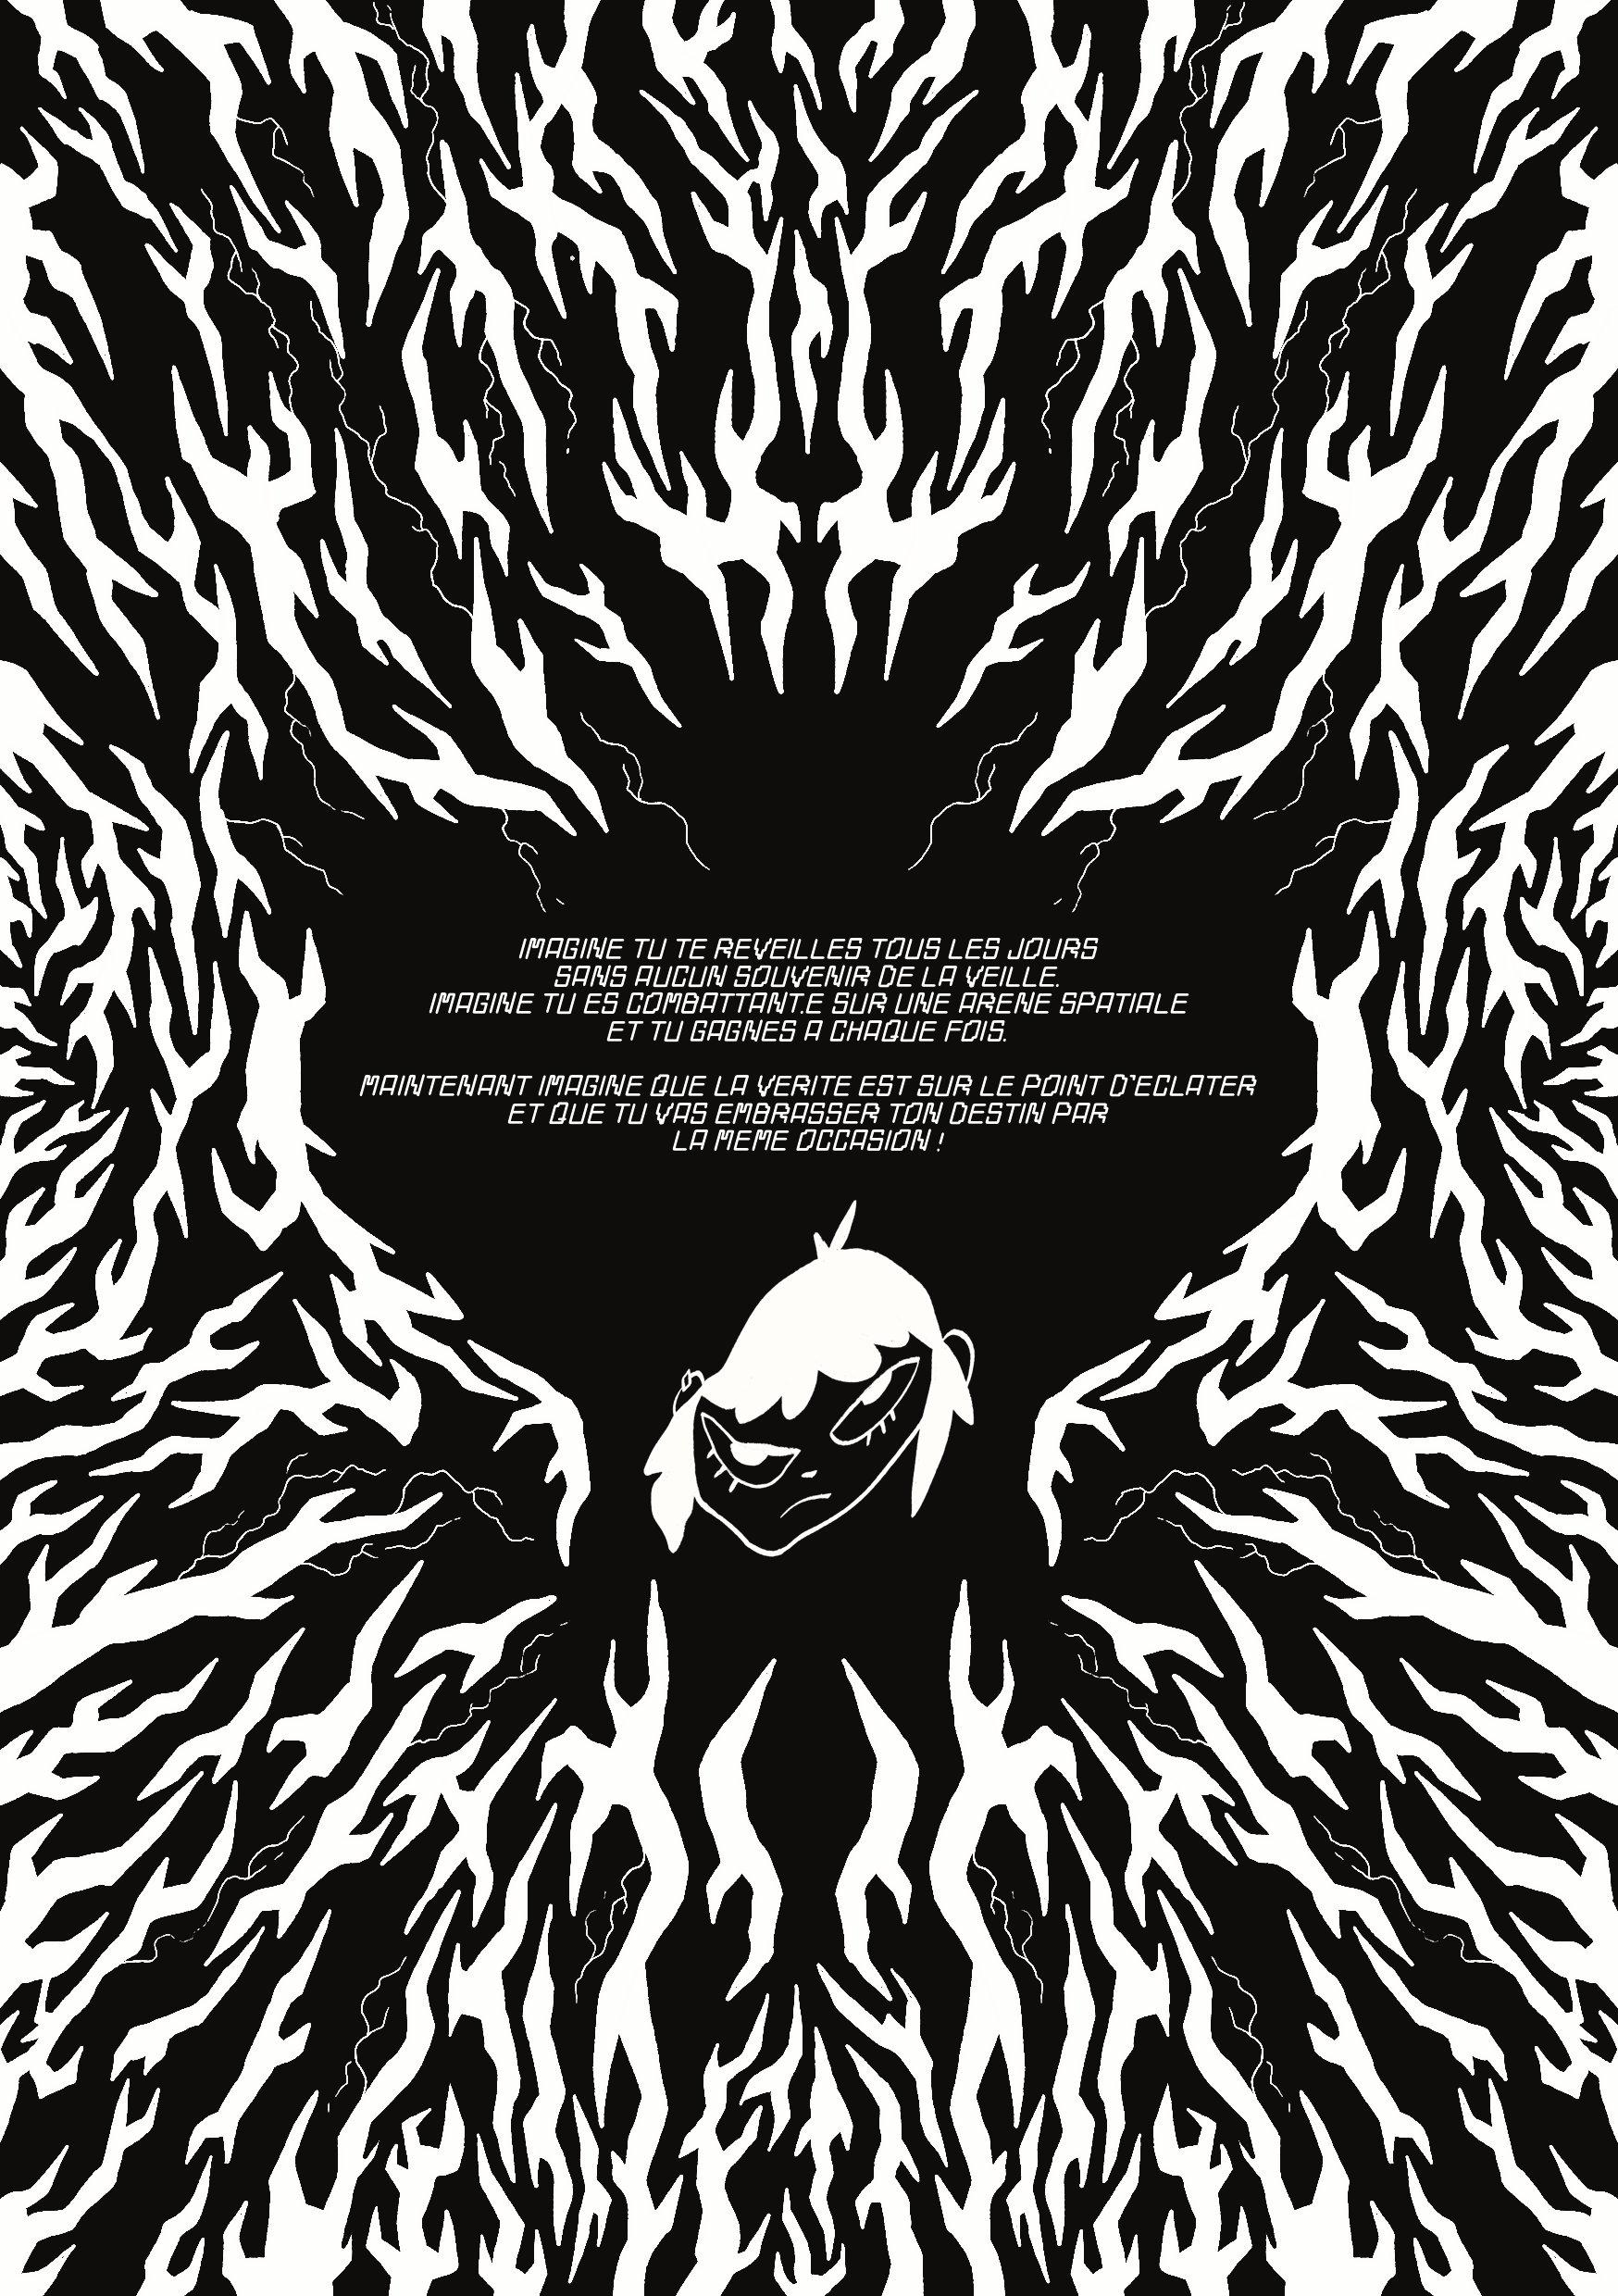 IMAGINE TU TE REVEILLES TOUS LES JOURS
SANS AUCUN SOUVENIR DE LA VEILLE.
IMAGINE TU ES COMBATTANT.E SUR UNE ARENE SPATIALE
ET TU GAGNES A CHAQUE FOIS.
MAINTENANT IMAGINE QUE LA VERITE EST SUR LE POINT D'ECLATER
ET QUE TU VAS EMBRASSER TON DESTIN PAR
LA MEME OCCASION !